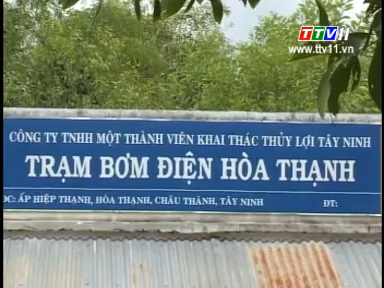 TTV11
www.ttv11.vn
CÔNG TY TNHH MỘT THÀNH VIÊN KHAI THÁC THỦY LỢI TÂY NINH
TRẠM BƠM ĐIỆN HÒA THẠNH
ĐC: ẤP HIỆP THẠNH, HÒA THẠNH, CHÂU THÀNH, TÂY NINH ĐT: